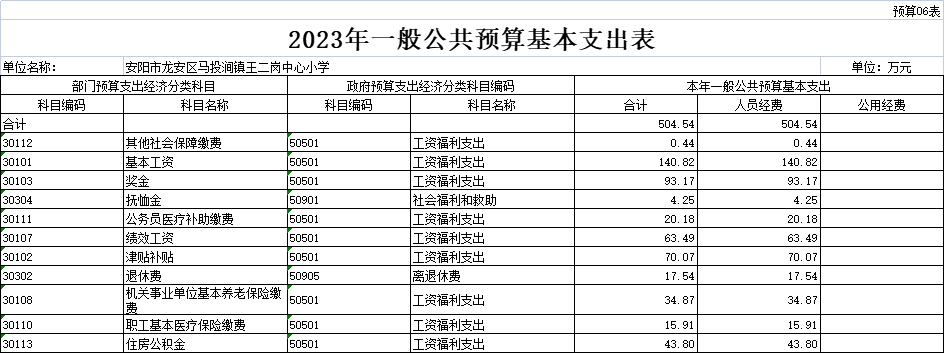 预算06表
2023年一般公共预算基本支出表
单位名称： 安阳市龙安区马投涧镇王二岗中心小学 单位：万元
部门预算支出经济分类科目 政府预算支出经济分类科目编码 本年一般公共预算基本支出
科目编码 科目名称 科目编码 科目名称 合计 人员经费 公用经费
合计 504.54 504.54
30112 其他社会保障缴费 50501 工资福利支出 0.44 0.44
30101 基本工资 50501 工资福利支出 140.82 140.82
30103 奖金 50501 工资福利支出 93.17 93.17
30304 抚恤金 50901 社会福利和救助 4.25 4.25
30111 公务员医疗补助缴费 50501 工资福利支出 20.18 20.18
30107 绩效工资 50501 工资福利支出 63.49 63.49
30102 津贴补贴 50501 工资福利支出 70.07 70.07
30302 退休费 50905 离退休费 17.54 17.54
30108 机关事业单位基本养老保险缴 50501 工资福利支出 34.87 34.87
费
30110 职工基本医疗保险缴费 50501 工资福利支出 15.91 15.91
30113 住房公积金 50501 工资福利支出 43.80 43.80